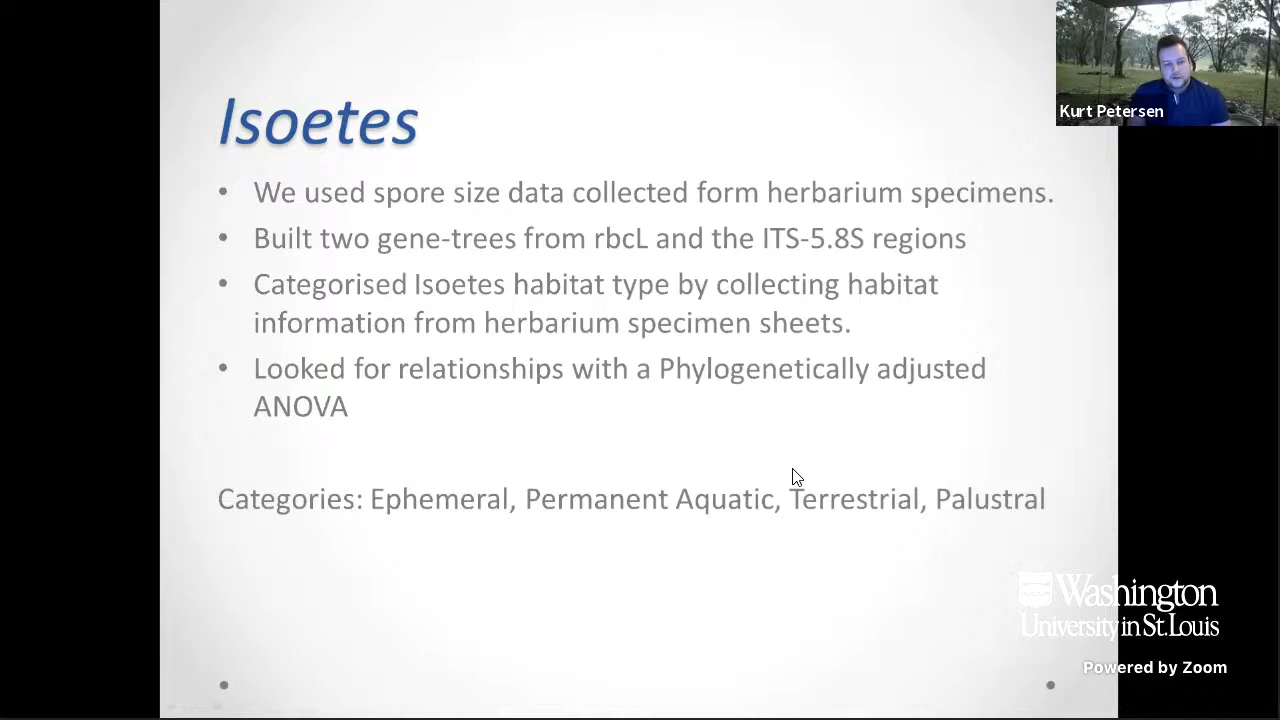 Isoetes
• We used spore size data collected form herbarium specimens.
• Built two gene-trees from rbcL and the ITS-5.8S regions
• Categorised Isoetes habitat type by collecting habitat
information from herbarium specimen sheets.
• Looked for relationships with a Phylogenetically adjusted
ANOVA
Categories: Ephemeral, Permanent Aquatic, Terrestrial, Palustral
Kurt Petersen
Washington
University in St. Louis
Powered by Zoom